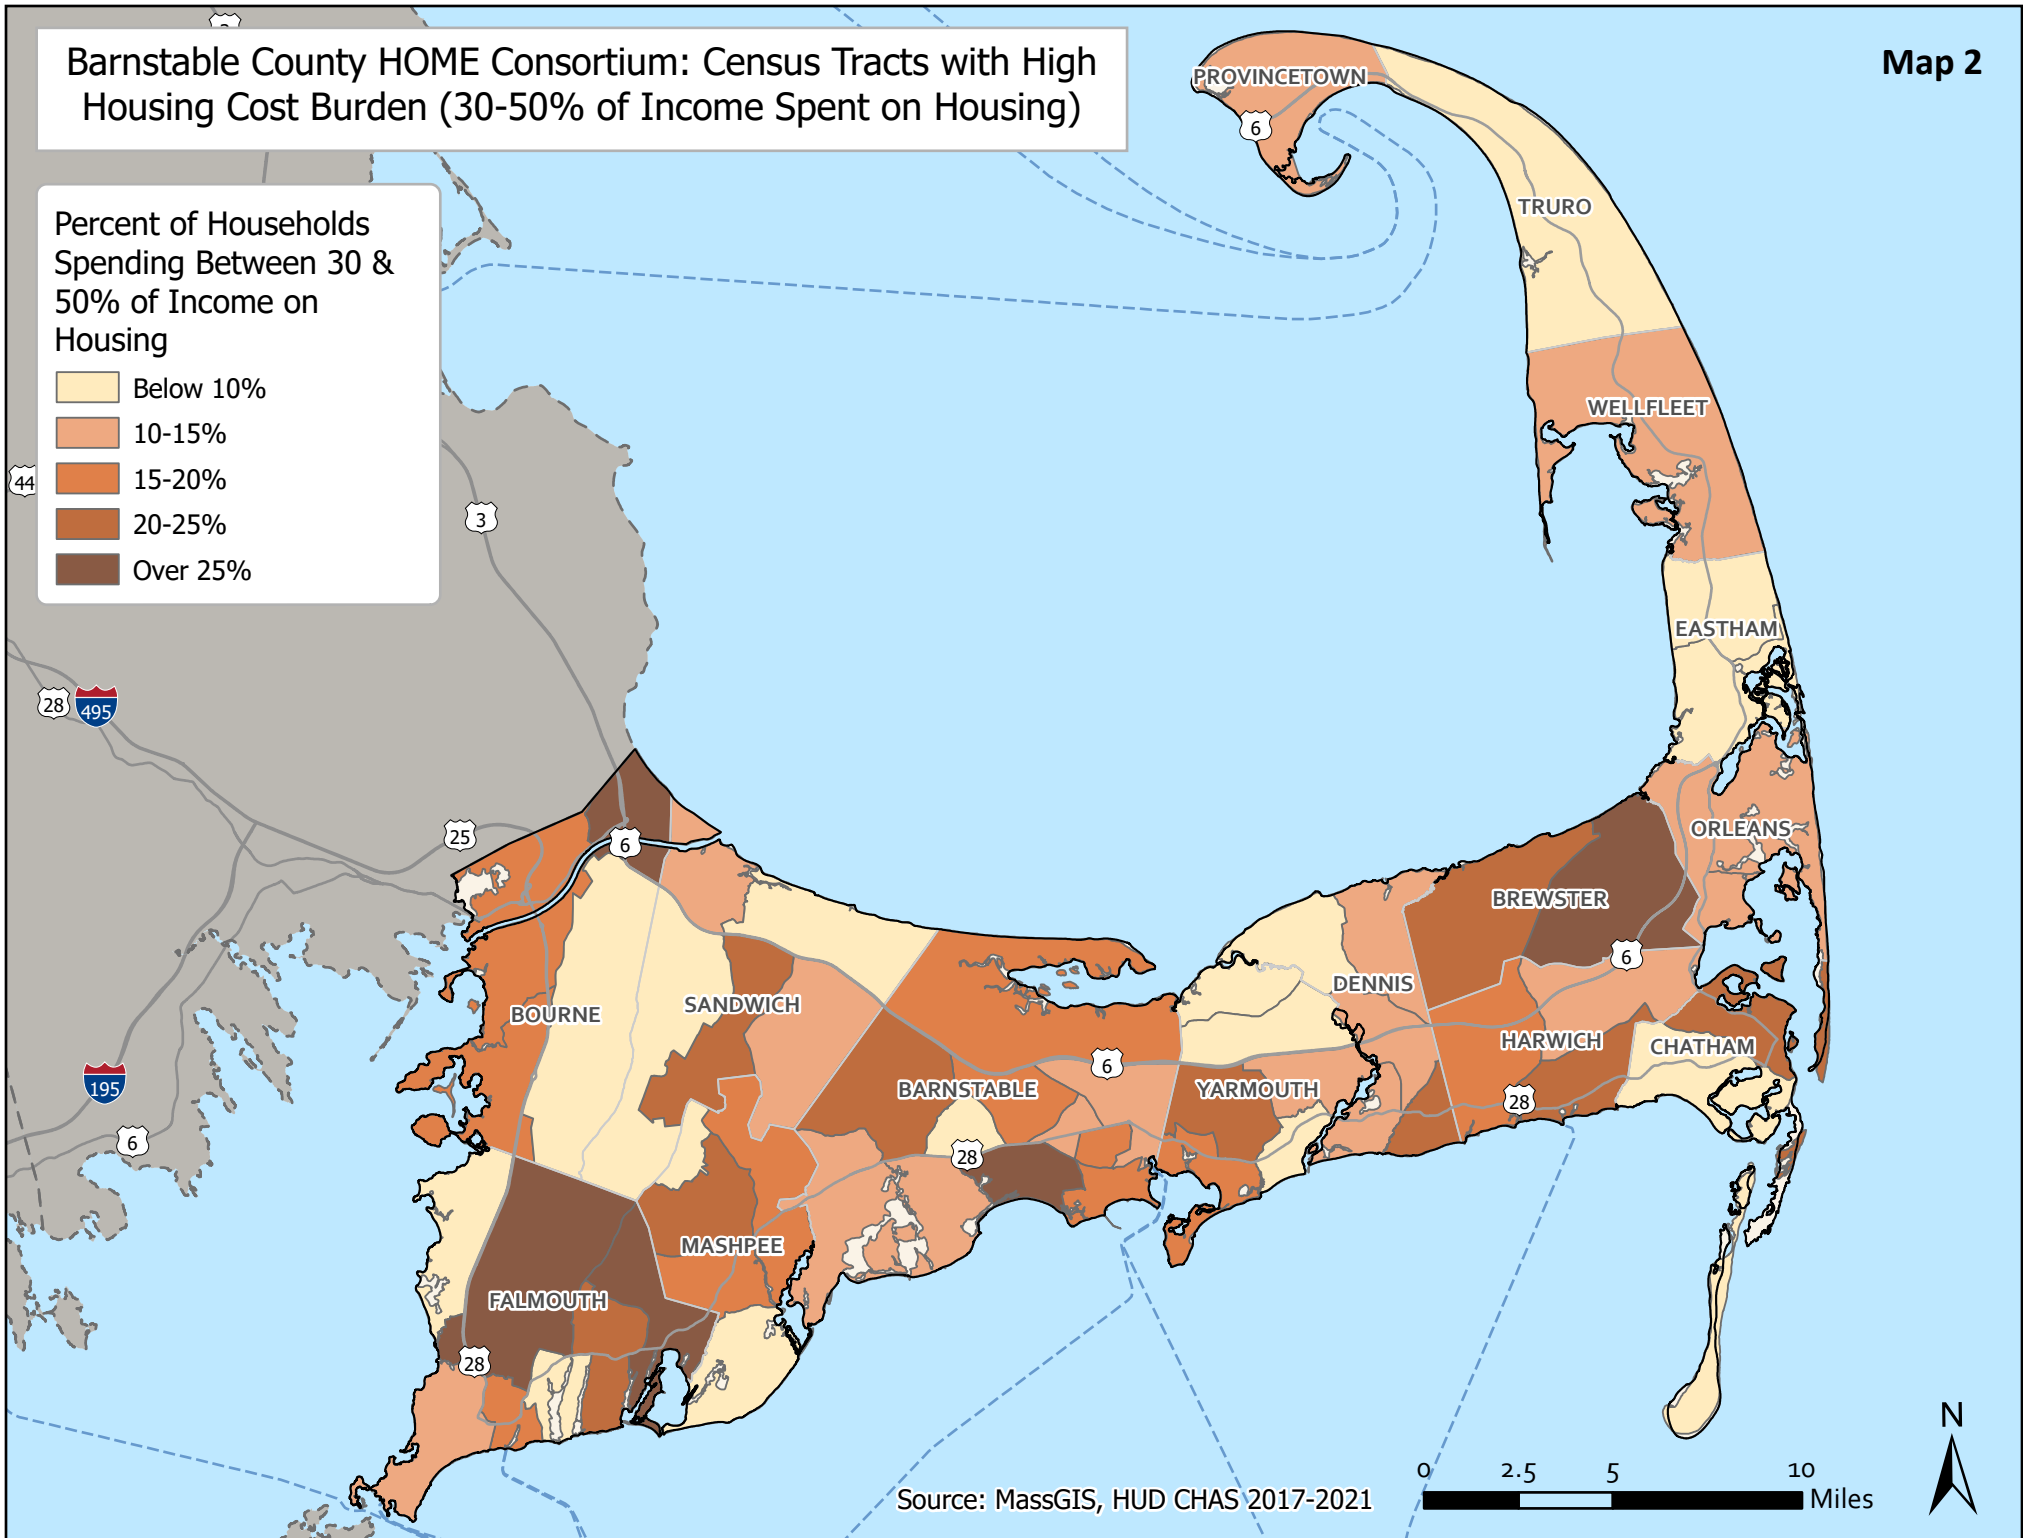 Barnstable County HOME Consortium: Census Tracts with High
Housing Cost Burden (30-50% of Income Spent on Housing)
Map 2
Percent of Households
Spending Between 30 &
50% of Income on
Housing
Below 10%
10-15%
15-20%
20-25%
Over 25%
PROVINCETOWN
6
TRURO
WELLFLEET
44
3
EASTHAM
28
495
25
6
ORLEANS
BREWSTER
6
DENNIS
SANDWICH
BOURNE
HARWICH
CHATHAM
6
195
BARNSTABLE
YARMOUTH
28
6
28
MASHPEE
FALMOUTH
28
N
0 2.5 5 10
Miles
Source: MassGIS, HUD CHAS 2017-2021